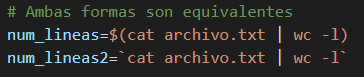 # Ambas formas son equivalentes
num_lineas=$(cat archivo.txt | wc -l)
num_lineas2=`cat archivo.txt | wc -l`